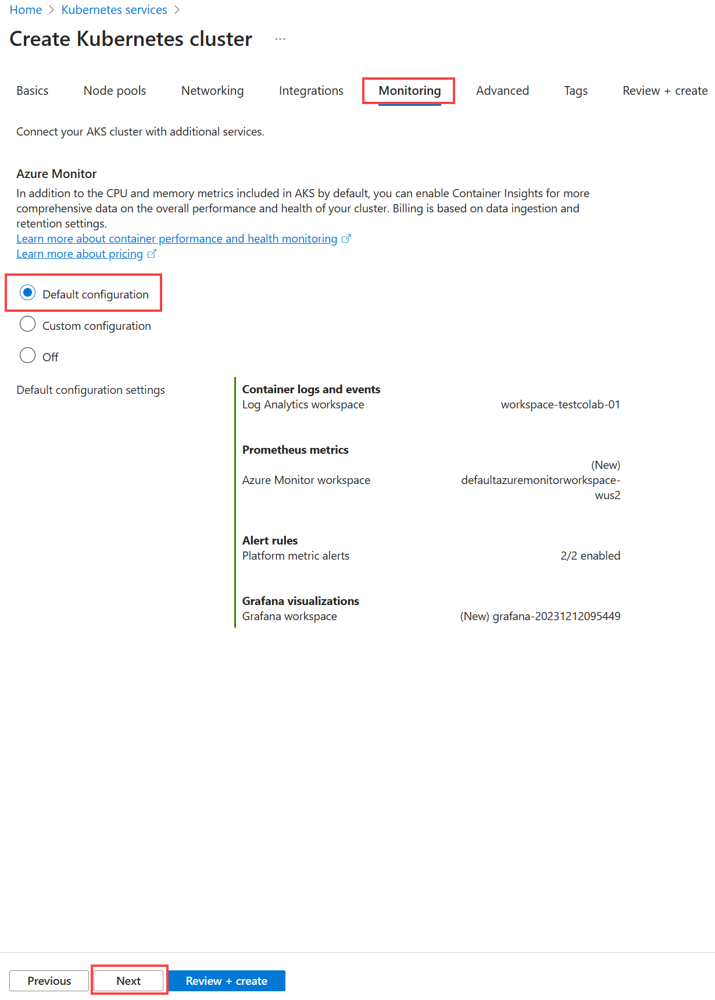 Home > Kubernetes services >
Create Kubernetes cluster ...
Basics Node pools Networking Integrations Monitoring Advanced Tags Review + create
Connect your AKS cluster with additional services.
Azure Monitor
In addition to the CPU and memory metrics included in AKS by default, you can enable Container Insights for more
comprehensive data on the overall performance and health of your cluster. Billing is based on data ingestion and
retention settings.
Learn more about container performance and health monitoring
Learn more about pricing
Default configuration
Custom configuration
Off
Default configuration settings
Container logs and events
Log Analytics workspace workspace-testcolab-01
Prometheus metrics
(New)
Azure Monitor workspace defaultazuremonitorworkspace-
wus2
Alert rules
Platform metric alerts 2/2 enabled
Grafana visualizations
Grafana workspace (New) grafana-20231212095449
Previous Next Review + create